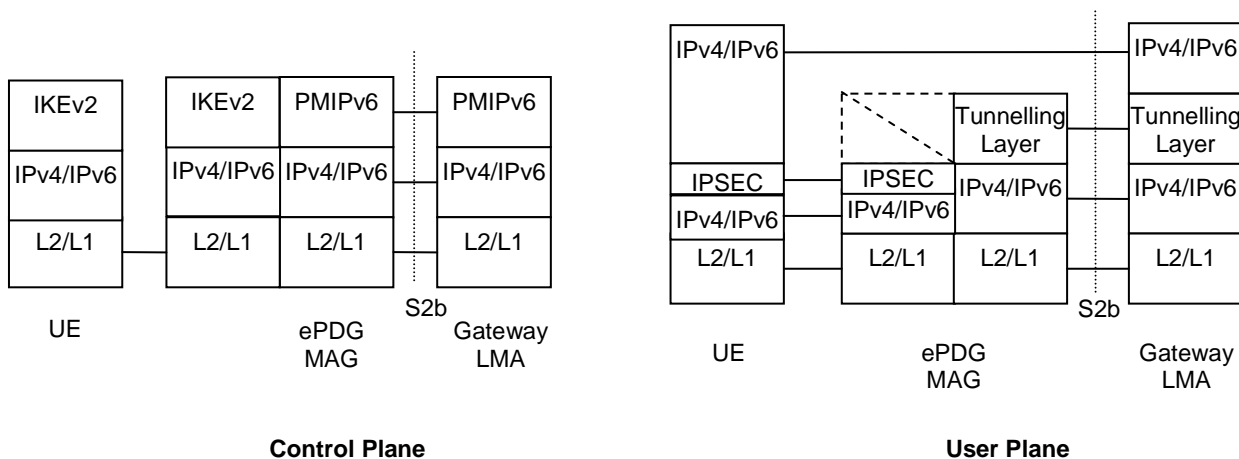 IKEv2
IPv4/IPv6
L2/L1
UE
IKEv2
IPv4/IPv6
L2/L1
PMIPv6
IPv4/IPv6
L2/L1
ePDG
MAG
S2b
PMIPv6
IPv4/IPv6
L2/L1
Gateway
LMA
Control Plane
IPv4/IPv6
IPSEC
IPv4/IPv6
L2/L1
UE
IPSEC
IPv4/IPv6
L2/L1
Tunnelling
Layer
IPv4/IPv6
L2/L1
ePDG
MAG
S2b
IPv4/IPv6
Tunnelling
Layer
IPv4/IPv6
L2/L1
Gateway
LMA
User Plane